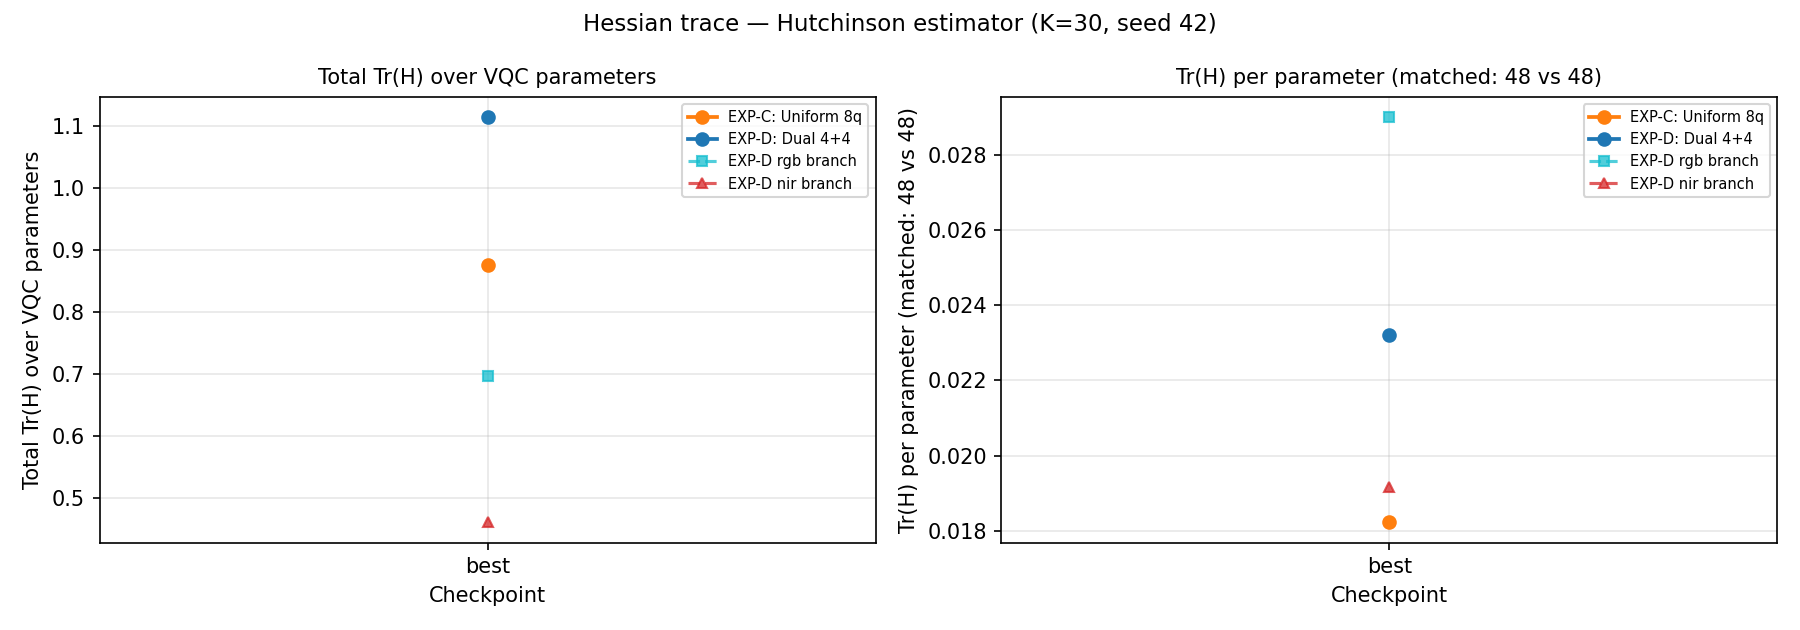 Hessian trace — Hutchinson estimator (K=30, seed 42)
Total Tr(H) over VQC parameters
Total Tr(H) over VQC parameters
1.1
1.0
0.9
0.8
0.7
0.6
0.5
EXP-C: Uniform 8q
EXP-D: Dual 4+4
EXP-D rgb branch
EXP-D nir branch
best
Checkpoint
Tr(H) per parameter (matched: 48 vs 48)
Tr(H) per parameter (matched: 48 vs 48)
0.028
0.026
0.024
0.022
0.020
0.018
EXP-C: Uniform 8q
EXP-D: Dual 4+4
EXP-D rgb branch
EXP-D nir branch
best
Checkpoint